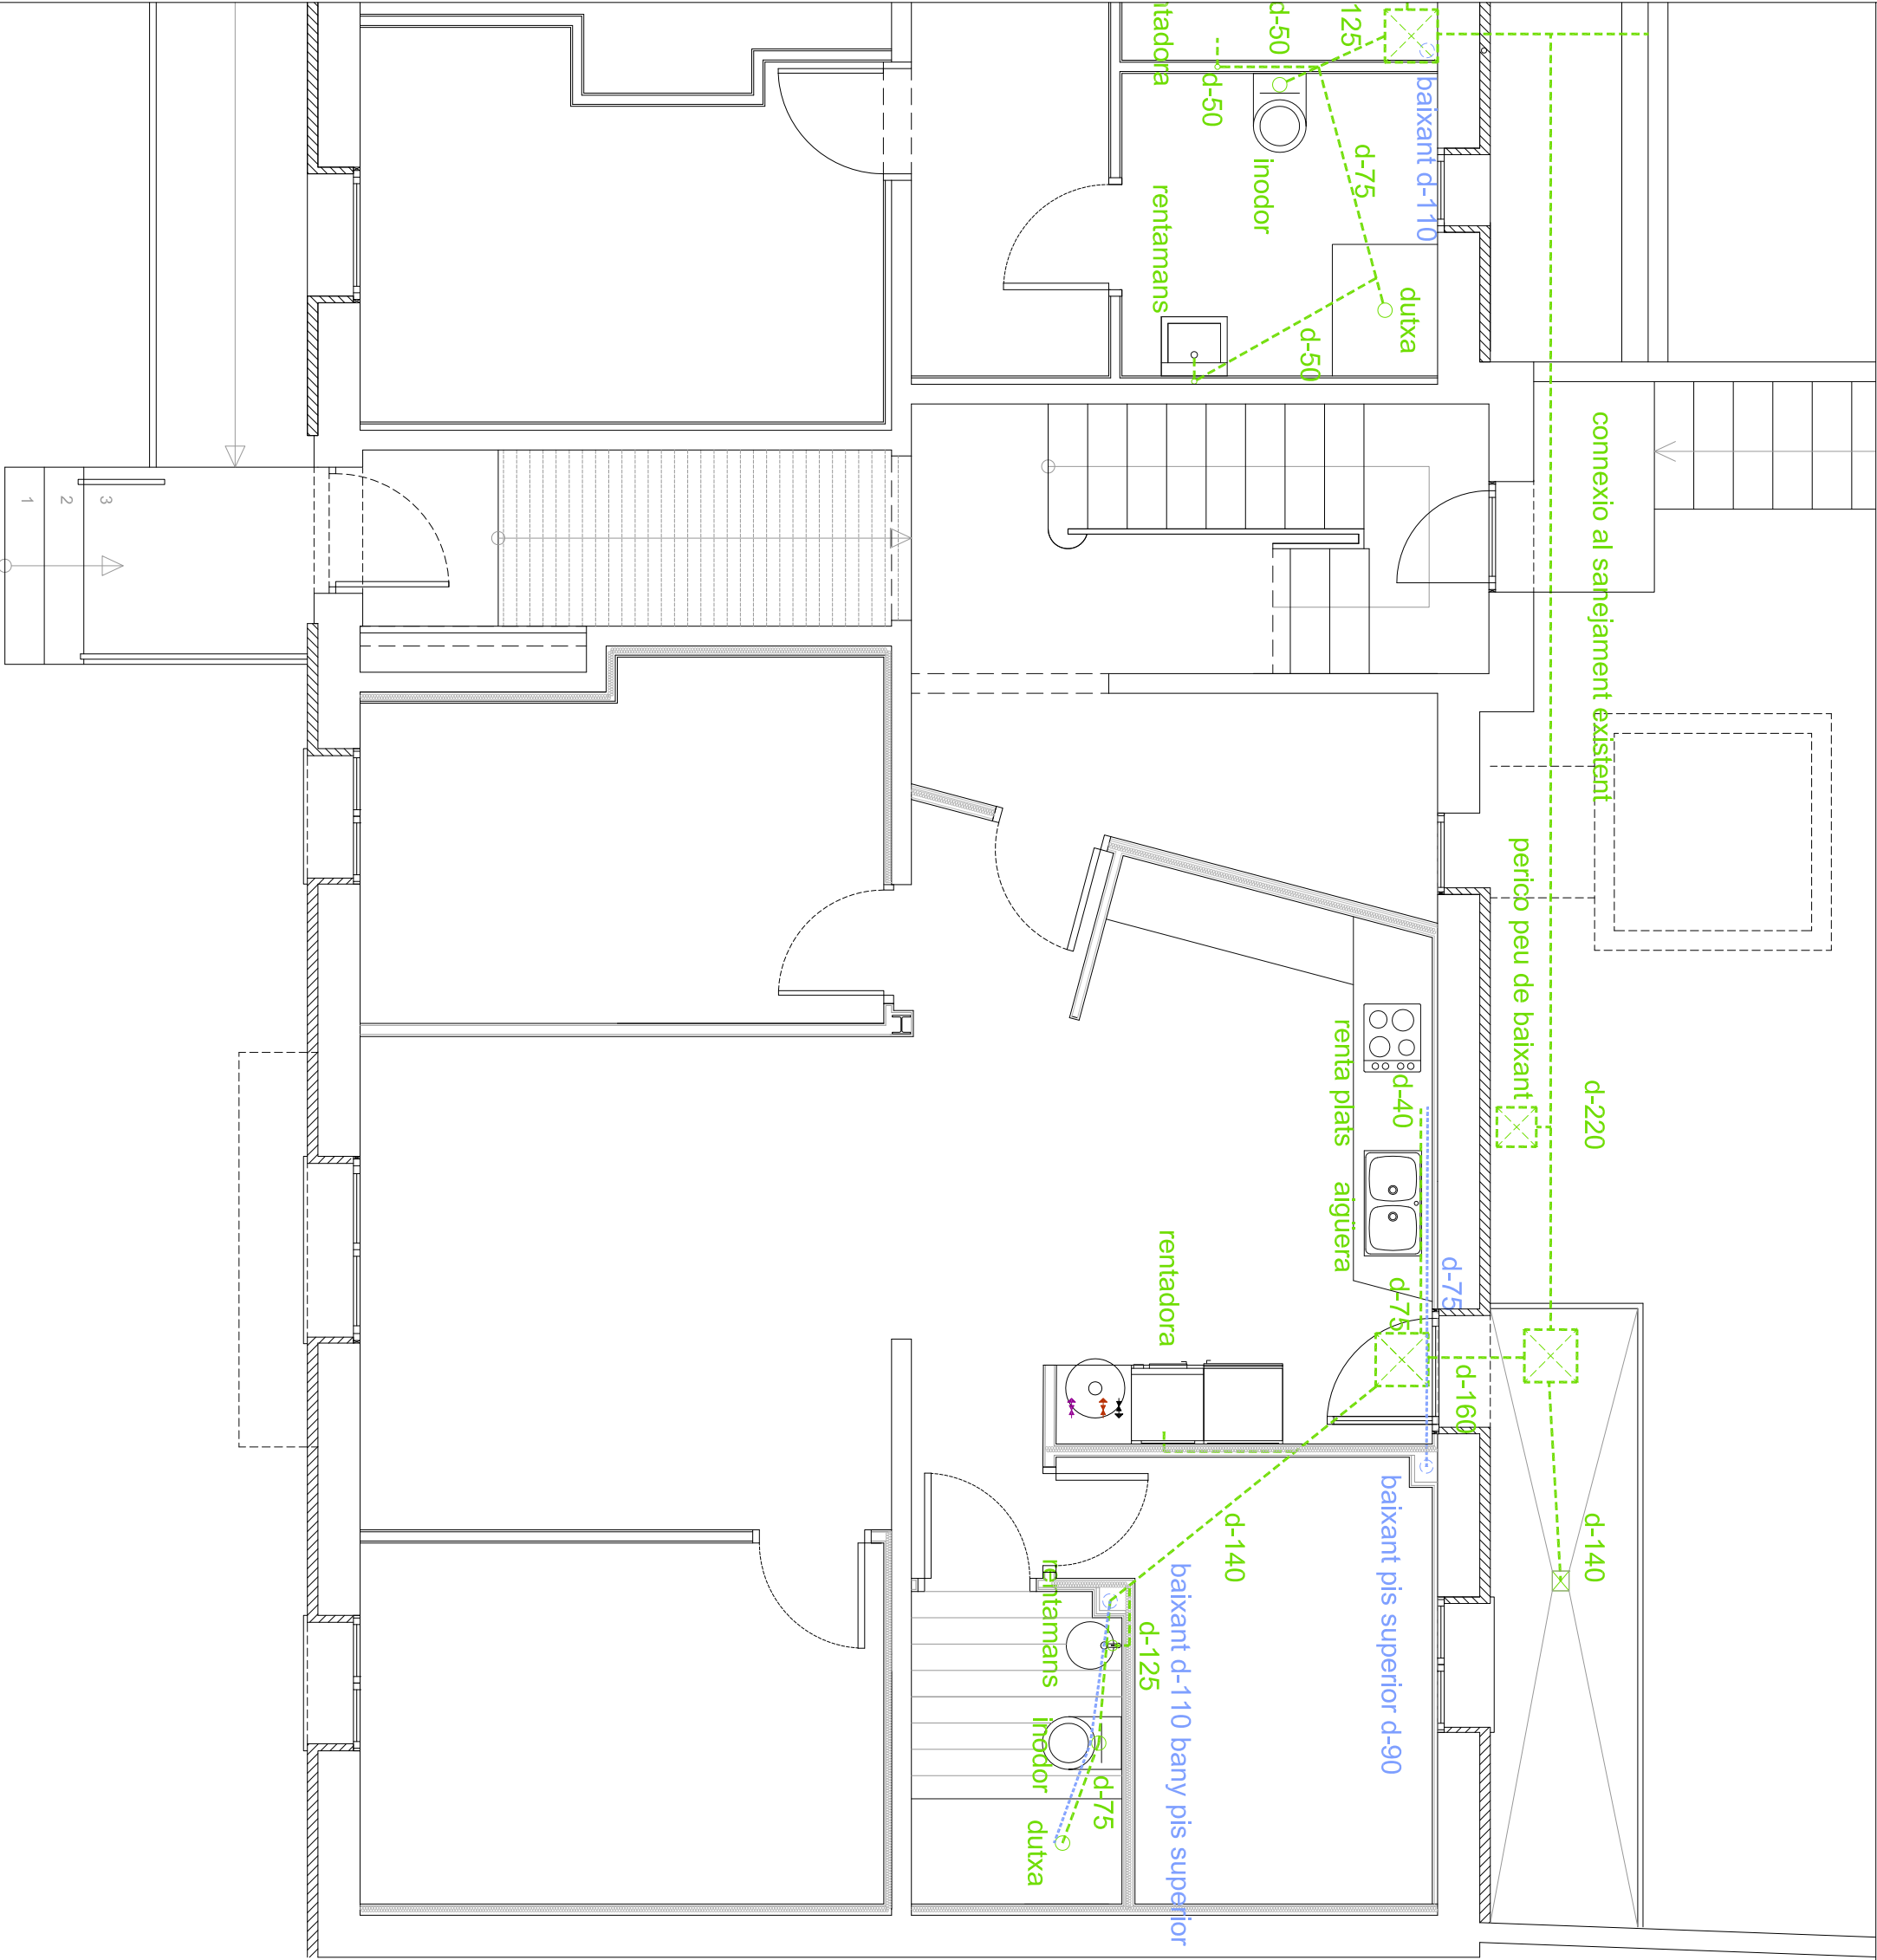 connexio al sanejament existent
d-220
d-140
perico peu de baixant
d-75
d-160
baixant d-110
125
d-75
dutxa
d-40
d-75
baixant pis superior d-90
renta plats
aigüera
d-50
inodor
d-50
d-50
d-140
rentadora
rentamans
rentadora
baixant d-110 bany pis superior
d-125
d-75
rentamans
inodor
dutxa
3
2
1